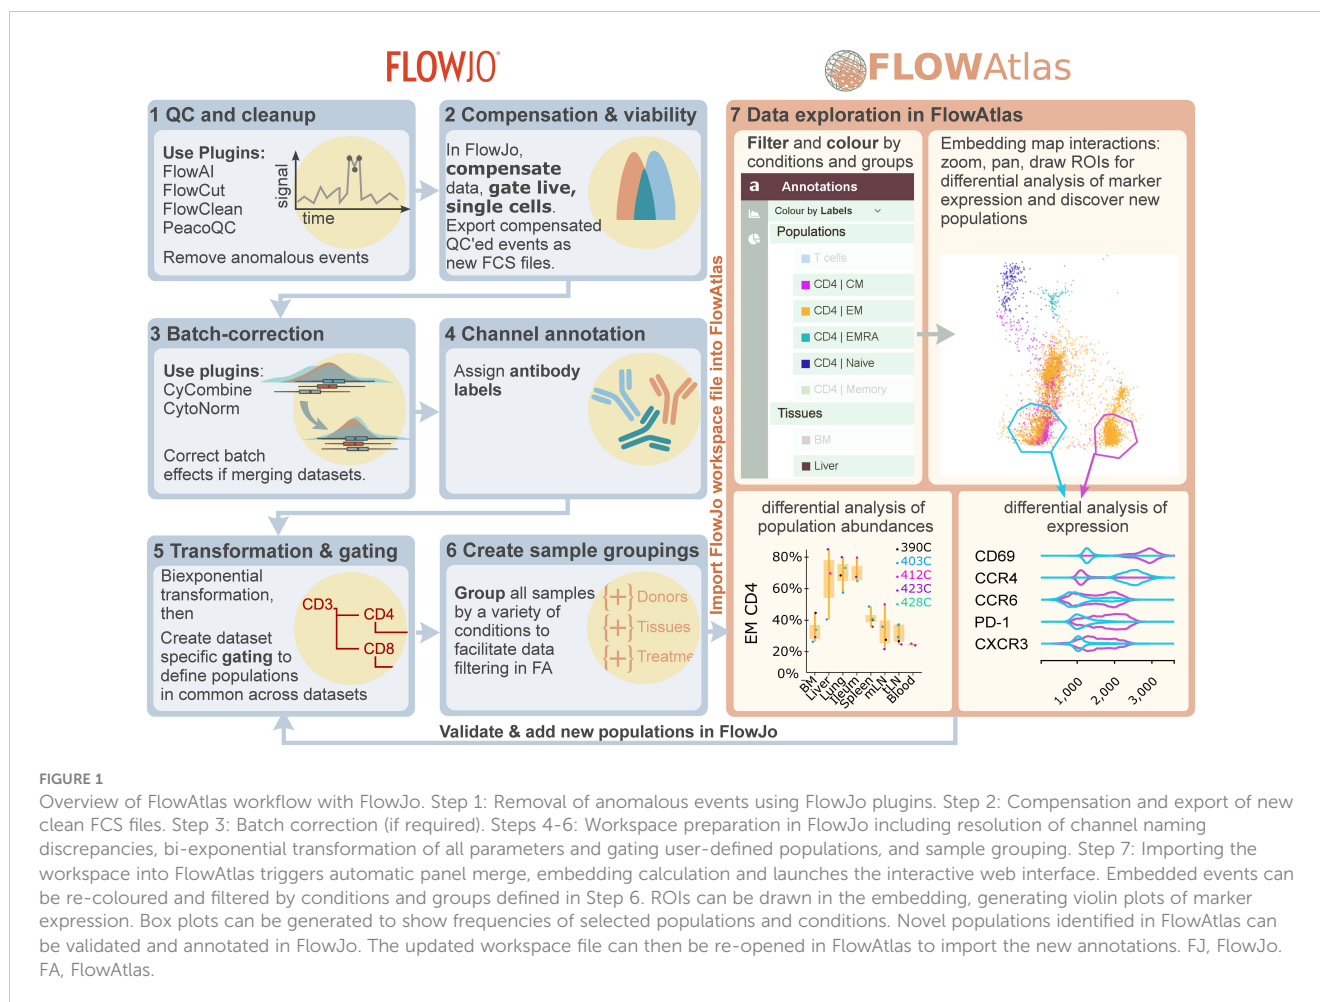 FLOWJO
FLOWAtlas
1 QC and cleanup
Use Plugins:
FlowAI
FlowCut
FlowClean
PeacoQC
Remove anomalous events
signal
time
2 Compensation & viability
In FlowJo,
compensate
data, gate live,
single cells.
Export compensated
QC'ed events as
new FCS files.
3 Batch-correction
Use plugins:
CyCombine
CytoNorm
Correct batch
effects if merging datasets.
4 Channel annotation
Assign antibody
labels
5 Transformation & gating
Biexponential
transformation,
then
Create dataset
specific gating to
define populations
in common across datasets
CD3
CD4
CD8
6 Create sample groupings
Group all samples
by a variety of
conditions to
facilitate data
filtering in FA
{+} Donors
{+} Tissues
{+} Treatme
Import FlowJo workspace file into FlowAtlas
7 Data exploration in FlowAtlas
Filter and colour by
conditions and groups
a Annotations
Colour by Labels
Populations
T cells
CD4 | CM
CD4 | EM
CD4 | EMRA
CD4 | Naive
CD4 | Memory
Tissues
BM
Liver
Embedding map interactions:
zoom, pan, draw ROIs for
differential analysis of marker
expression and discover new
populations
differential analysis of
population abundances
EM CD4
80%
60%
40%
20%
0%
390C
403C
412C
423C
428C
BM
Liver
Lung
Ileum
Spleen
mLN
tLN
Blood
differential analysis of
expression
CD69
CCR4
CCR6
PD-1
CXCR3
1,000
2,000
3,000
Validate & add new populations in FlowJo
FIGURE 1
Overview of FlowAtlas workflow with FlowJo. Step 1: Removal of anomalous events using FlowJo plugins. Step 2: Compensation and export of new
clean FCS files. Step 3: Batch correction (if required). Steps 4-6: Workspace preparation in FlowJo including resolution of channel naming
discrepancies, bi-exponential transformation of all parameters and gating user-defined populations, and sample grouping. Step 7: Importing the
workspace into FlowAtlas triggers automatic panel merge, embedding calculation and launches the interactive web interface. Embedded events can
be re-coloured and filtered by conditions and groups defined in Step 6. ROIs can be drawn in the embedding, generating violin plots of marker
expression. Box plots can be generated to show frequencies of selected populations and conditions. Novel populations identified in FlowAtlas can
be validated and annotated in FlowJo. The updated workspace file can then be re-opened in FlowAtlas to import the new annotations. FJ, FlowJo.
FA, FlowAtlas.